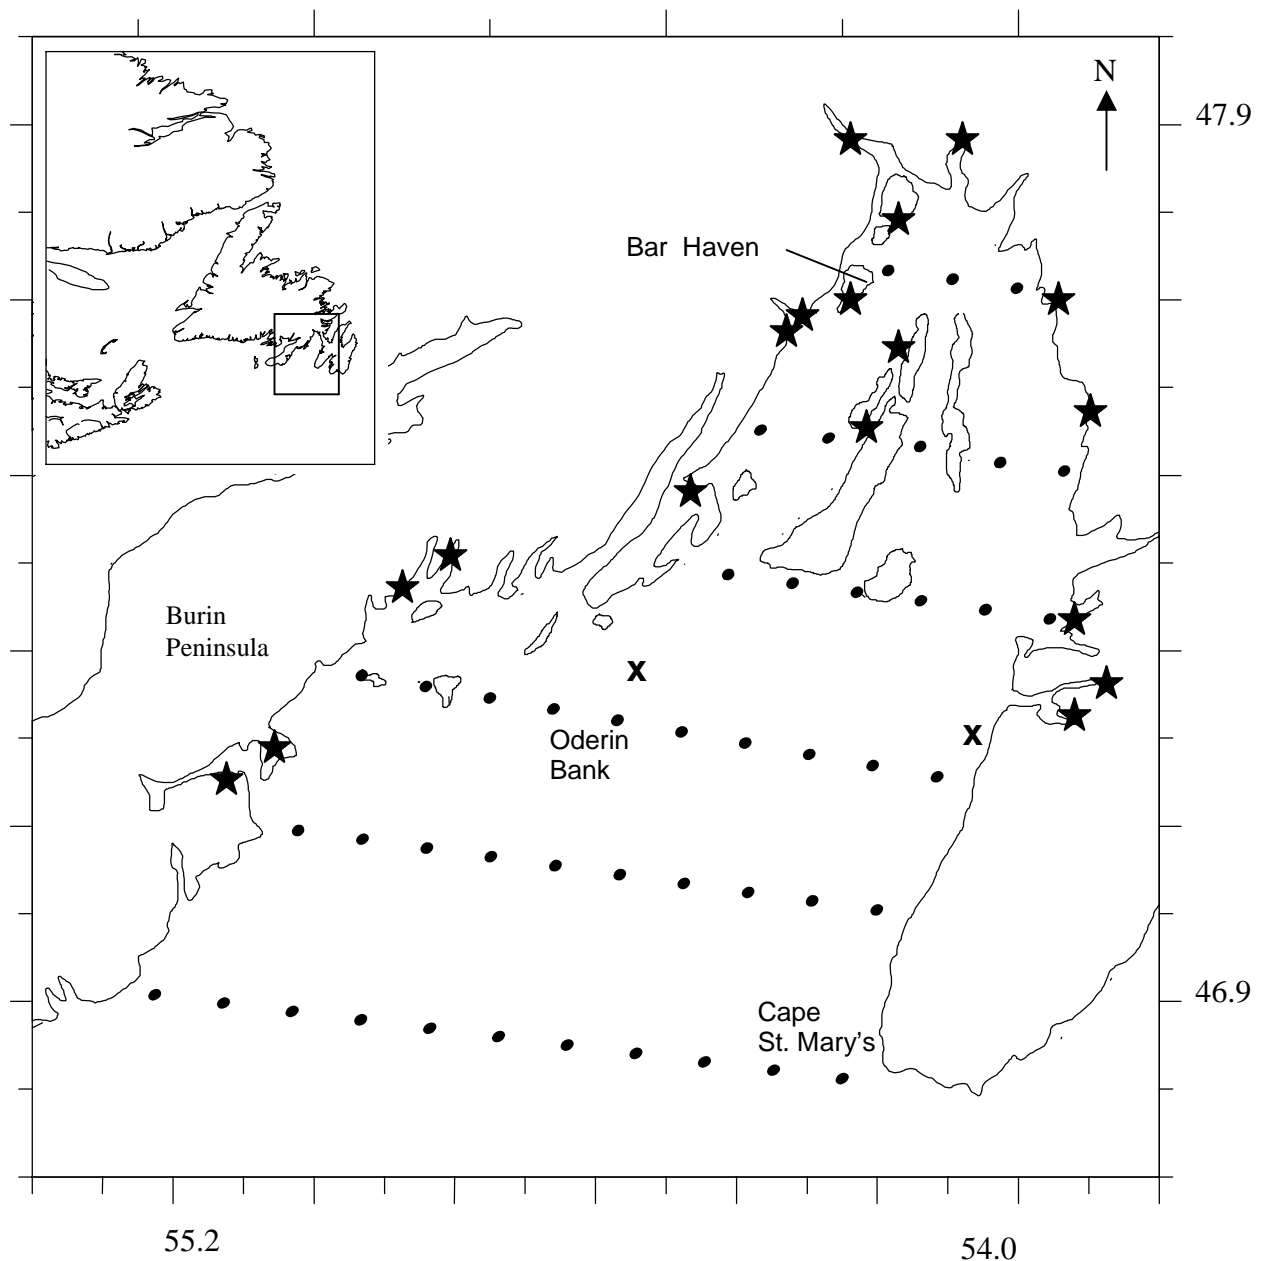 N
47.9
Bar Haven
Burin
Peninsula
x
Oderin
Bank
x
46.9
Cape
St. Mary's
55.2
54.0